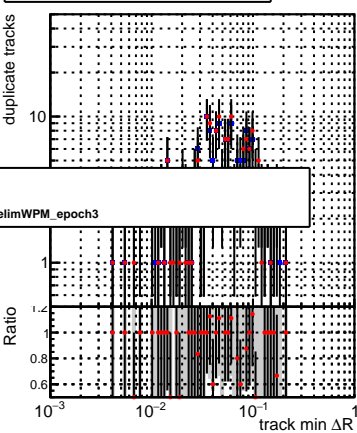 duplicate tracks
10
elimWPM_epoch3
1
Ratio
1.2
1
0.8
0.6
10−3 10−2 10−1 1
track min ΔR